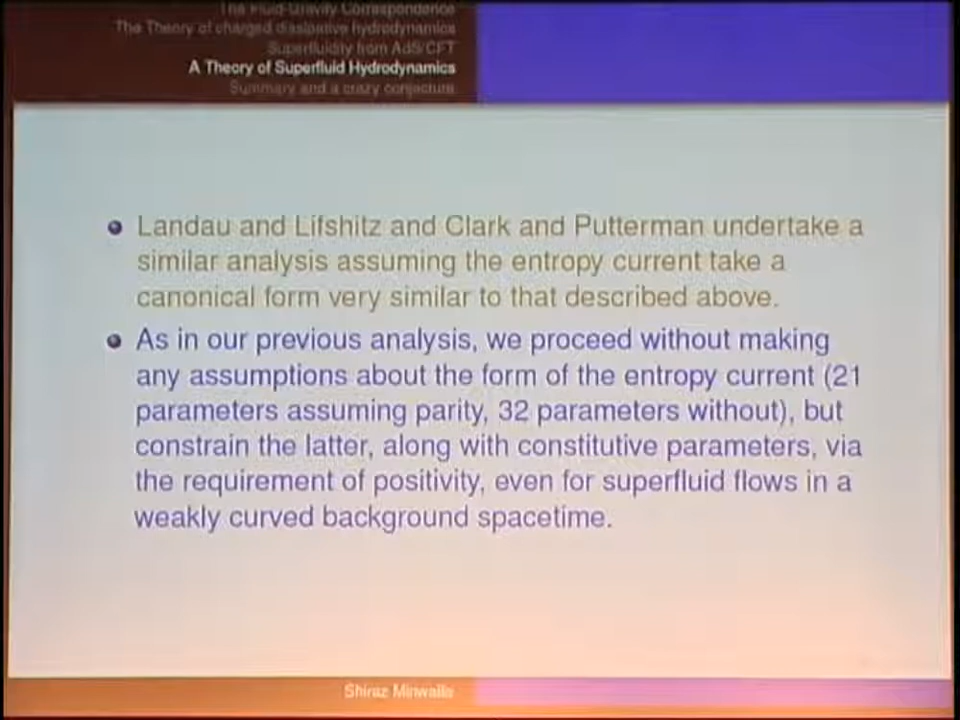 The Fluid-Gravity Correspondence
The Theory of charged dissipative hydrodynamics
Superfluidity from AdS/CFT
A Theory of Superfluid Hydrodynamics
Summary and a crazy conjecture
Landau and Lifshitz and Clark and Putterman undertake a
similar analysis assuming the entropy current take a
canonical form very similar to that described above.
As in our previous analysis, we proceed without making
any assumptions about the form of the entropy current (21
parameters assuming parity, 32 parameters without), but
constrain the latter, along with constitutive parameters, via
the requirement of positivity, even for superfluid flows in a
weakly curved background spacetime.
Shiraz Minwalla